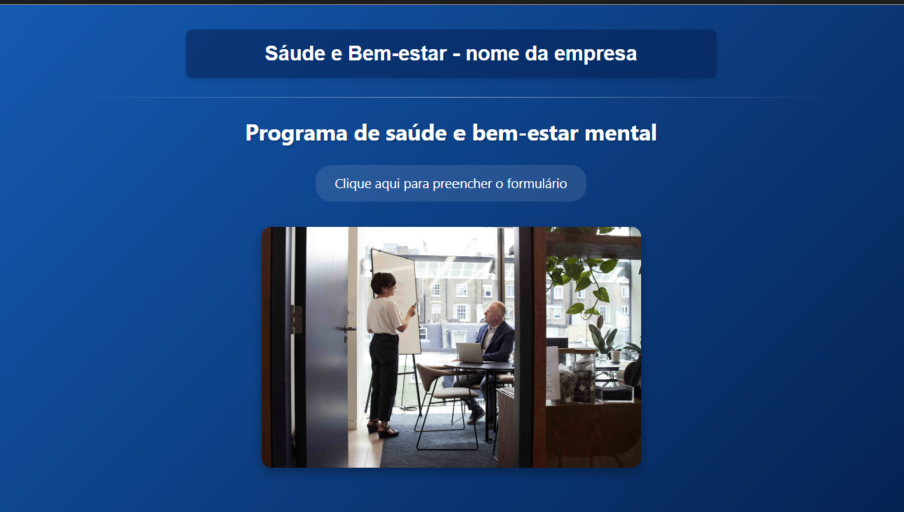 Sáude e Bem-estar - nome da empresa
Programa de saúde e bem-estar mental
Clique aqui para preencher o formulário